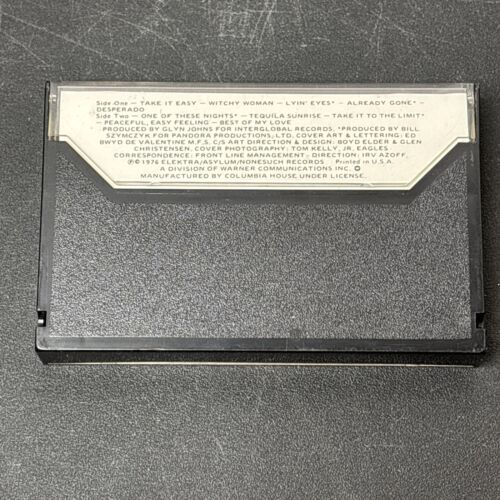 Side One — TAKE IT EASY — WITCHY WOMAN — LYIN' EYES* — ALREADY GONE* —
DESPERADO
Side Two — ONE OF THESE NIGHTS* — TEQUILA SUNRISE — TAKE IT TO THE LIMIT*
— PEACEFUL, EASY FEELING — BEST OF MY LOVE
PRODUCED BY GLYN JOHNS FOR INTERGLOBAL RECORDS. *PRODUCED BY BILL
SZYMCZYK FOR PANDORA PRODUCTIONS, LTD. COVER ART & LETTERING: ED
BWYD DE VALENTINE M.F.S. C/S ART DIRECTION & DESIGN: BOYD ELDER & GLEN
CHRISTENSEN. COVER PHOTOGRAPHY: TOM KELLY, JR. EAGLES
CORRESPONDENCE: FRONT LINE MANAGEMENT: DIRECTION: IRV AZOFF.
Ⓟ © 1976 ELEKTRA/ASYLUM/NONESUCH RECORDS Printed in U.S.A.
A DIVISION OF WARNER COMMUNICATIONS INC.
MANUFACTURED BY COLUMBIA HOUSE UNDER LICENSE.